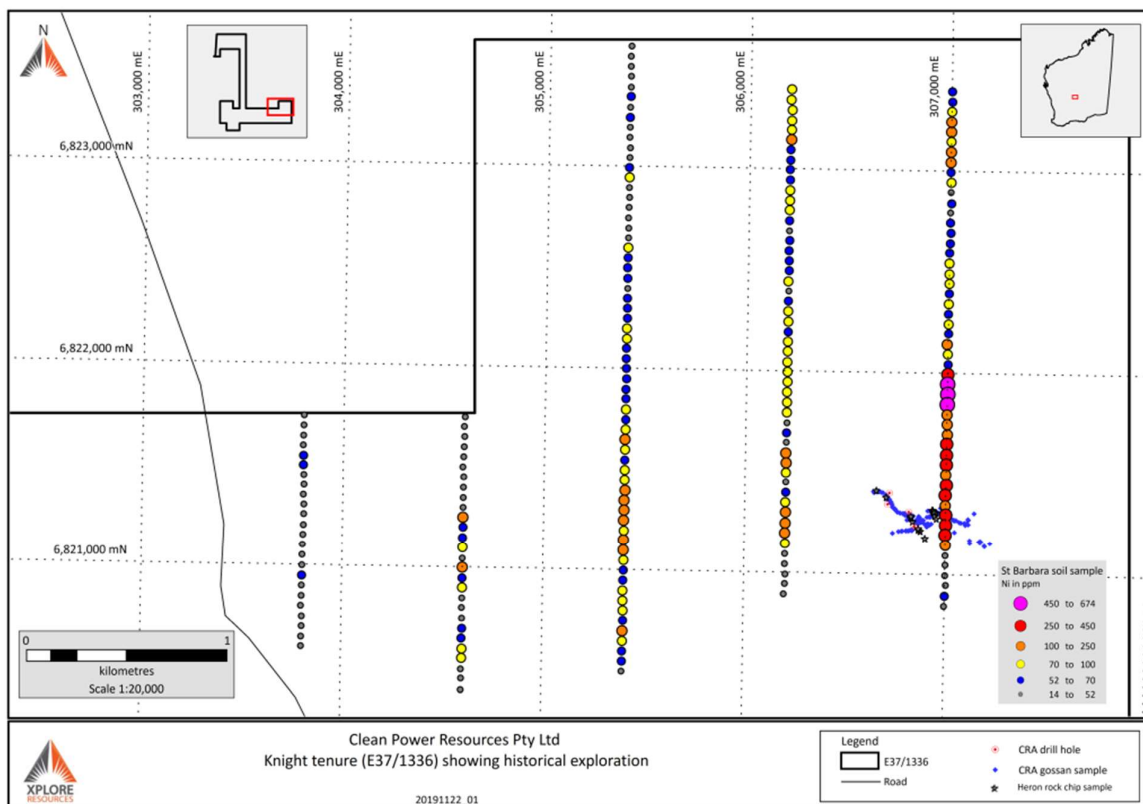 N
303,000 mE
304,000 mE
305,000 mE
306,000 mE
307,000 mE
6,823,000 mN
6,822,000 mN
6,821,000 mN
St Barbara soil sample
Ni in ppm
450 to 674
250 to 450
100 to 250
70 to 100
52 to 70
14 to 52
0 1
kilometres
Scale 1:20,000
XPLORE
RESOURCES
Clean Power Resources Pty Ltd
Knight tenure (E37/1336) showing historical exploration
20191122_01
Legend
E37/1336
Road
CRA drill hole
CRA gossan sample
Heron rock chip sample